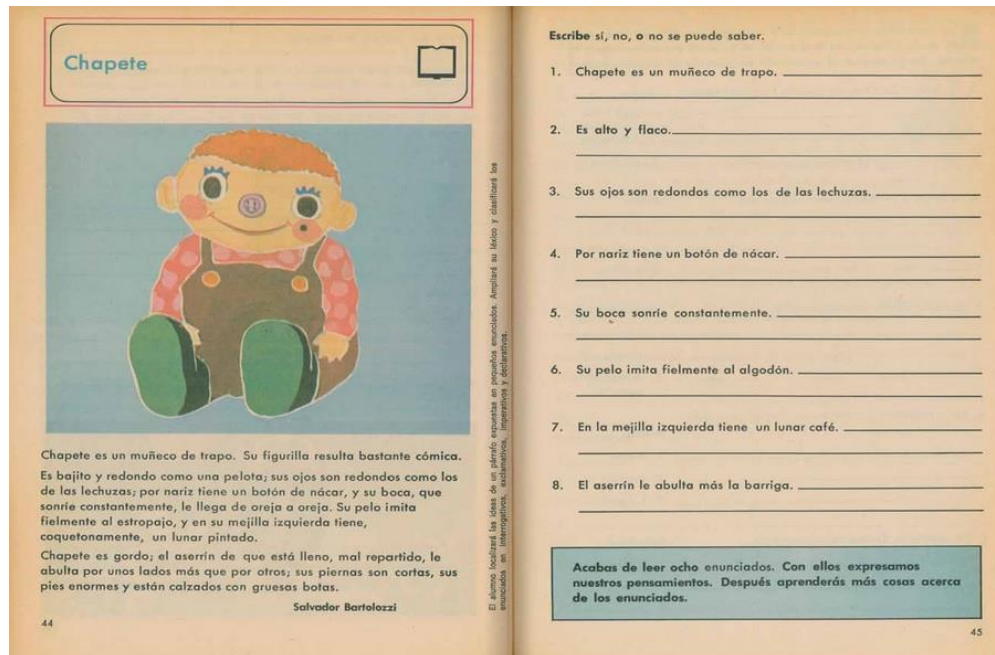 Chapete
Chapete es un muñeco de trapo. Su figurilla resulta bastante cómica.
Es bajito y redondo como una pelota; sus ojos son redondos como los
de las lechuzas; por nariz tiene un botón de nácar, y su boca, que
sonríe constantemente, le llega de oreja a oreja. Su pelo imita
fielmente al estropajo, y en su mejilla izquierda tiene,
coquetonamente, un lunar pintado.
Chapete es gordo; el aserrín de que está lleno, mal repartido, le
abulta por unos lados más que por otros; sus piernas son cortas, sus
pies enormes y están calzados con gruesas botas.
Salvador Bartolozzi
44
El alumno localizará las ideas de un párrafo expuestas en pequeños enunciados. Ampliará su léxico y clasificará los
enunciados en interrogativos, exclamativos, imperativos y declarativos.
Escribe sí, no, o no se puede saber.
1. Chapete es un muñeco de trapo.
2. Es alto y flaco.
3. Sus ojos son redondos como los de las lechuzas.
4. Por nariz tiene un botón de nácar.
5. Su boca sonríe constantemente.
6. Su pelo imita fielmente al algodón.
7. En la mejilla izquierda tiene un lunar café.
8. El aserrín le abulta más la barriga.
Acabas de leer ocho enunciados. Con ellos expresamos
nuestros pensamientos. Después aprenderás más cosas acerca
de los enunciados.
45